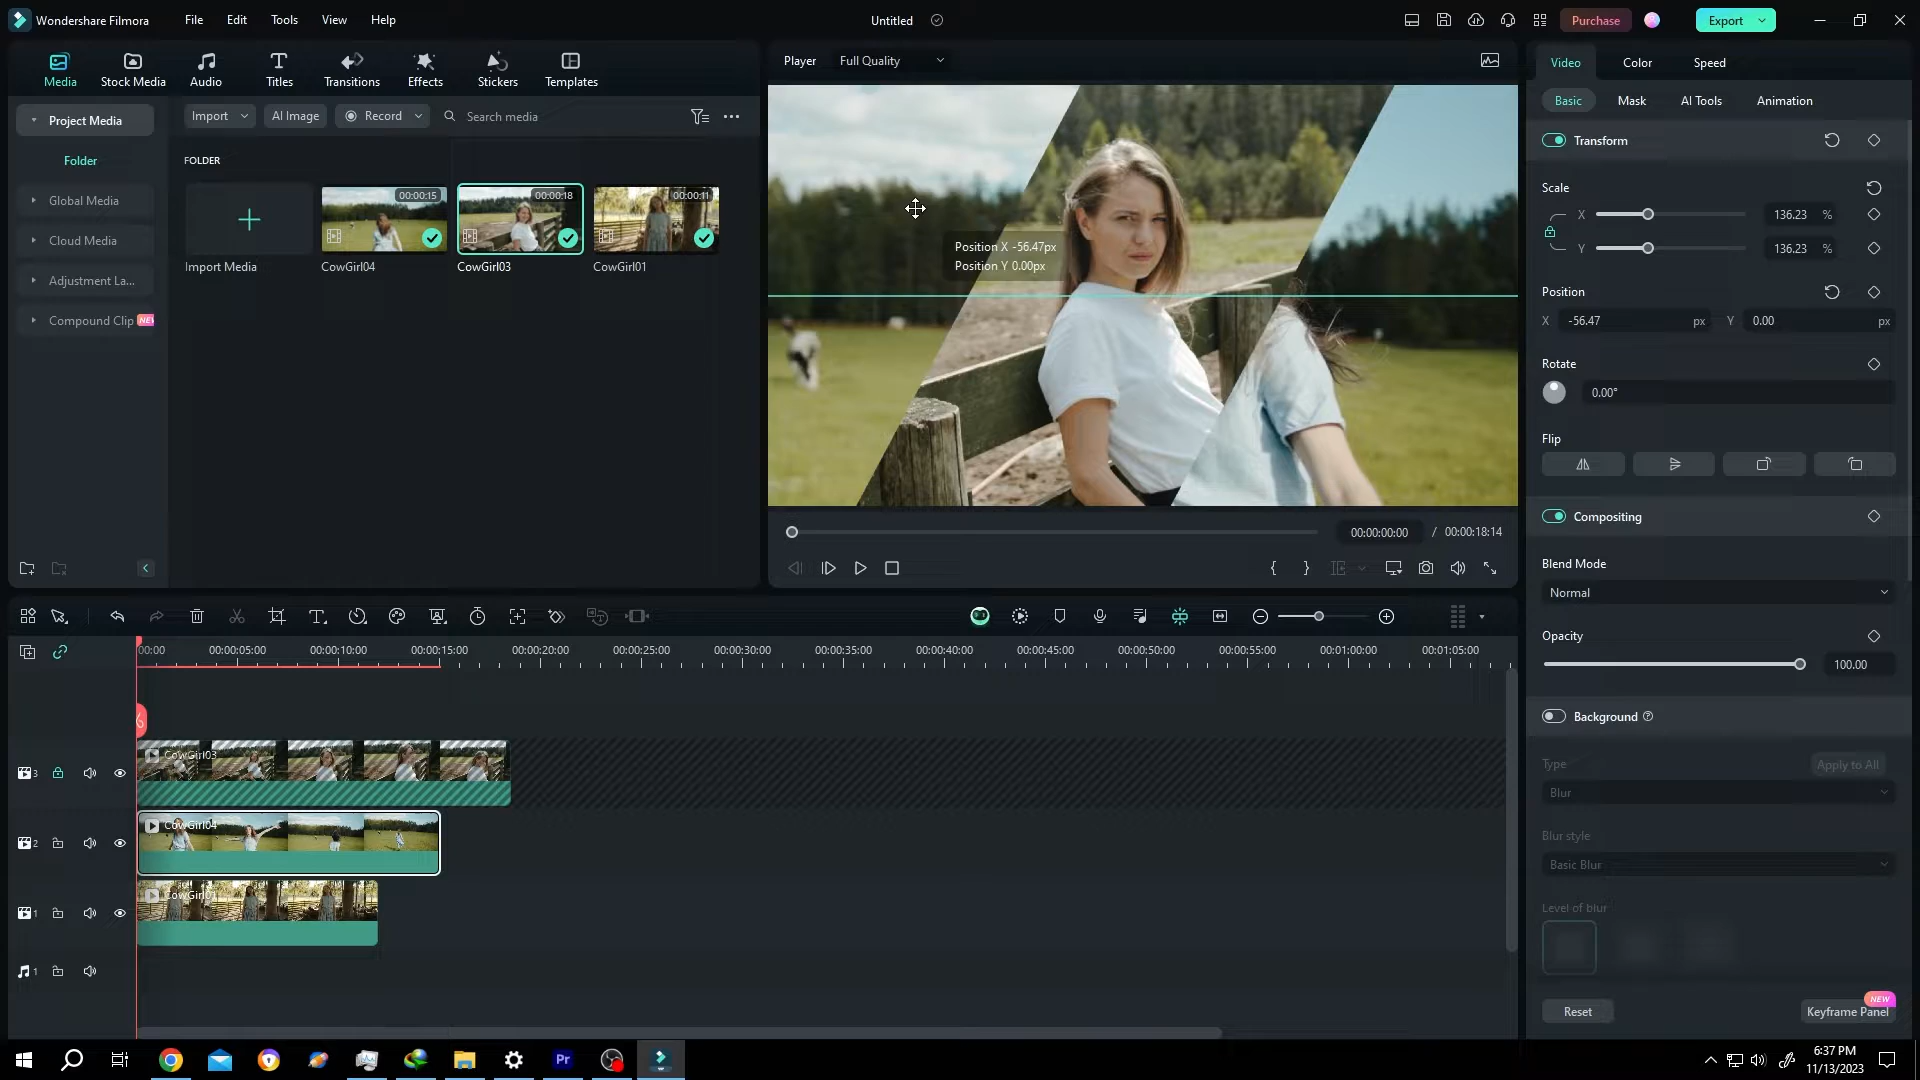 Wondershare Filmora File Edit Tools View Help Untitled Purchase Export
Media Stock Media Audio Titles Transitions Effects Stickers Templates
Player Full Quality
Video Color Speed
Project Media
Import AI Image Record Search media
Basic Mask AI Tools Animation
Folder
FOLDER
Transform
Global Media
Cloud Media
Adjustment La...
Compound Clip NEW
00:00:15 00:00:18 00:00:11
Import Media CowGirl04 CowGirl03 CowGirl01
Position X -56.47px
Position Y 0.00px
Scale
X 136.23 %
Y 136.23 %
Position
X -56.47 px Y 0.00 px
Rotate
0.00°
Flip
00:00:00:00 / 00:00:18:14
Compositing
Blend Mode
Normal
Opacity
100.00
Background
Type Apply to All
Blur
Blur style
Basic Blur
Level of blur
NEW
Reset Keyframe Panel
00:00 00:00:05:00 00:00:10:00 00:00:15:00 00:00:20:00 00:00:25:00 00:00:30:00 00:00:35:00 00:00:40:00 00:00:45:00 00:00:50:00 00:00:55:00 00:01:00:00 00:01:05:00
CowGirl03
3
CowGirl04
2
CowGirl01
1
1
Pr
6:37 PM
11/13/2023